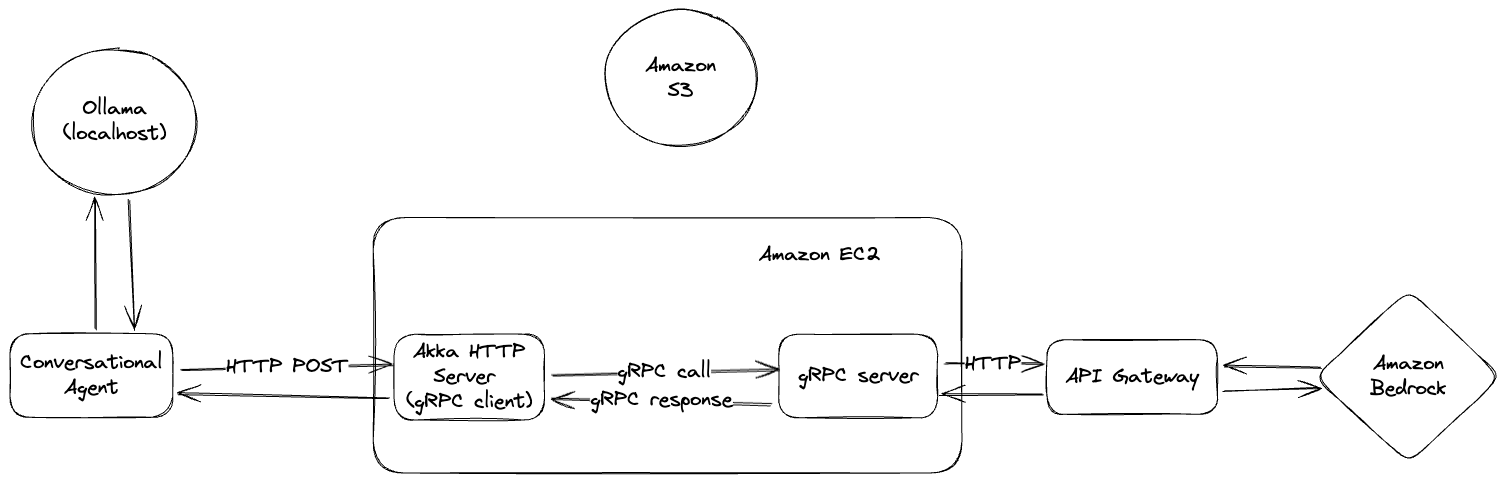 Amazon
S3
Ollama
(localhost)
Amazon EC2
Conversational
Agent
HTTP POST
Akka HTTP
Server
(gRPC client)
gRPC call
gRPC response
gRPC server
HTTP
API Gateway
Amazon
Bedrock